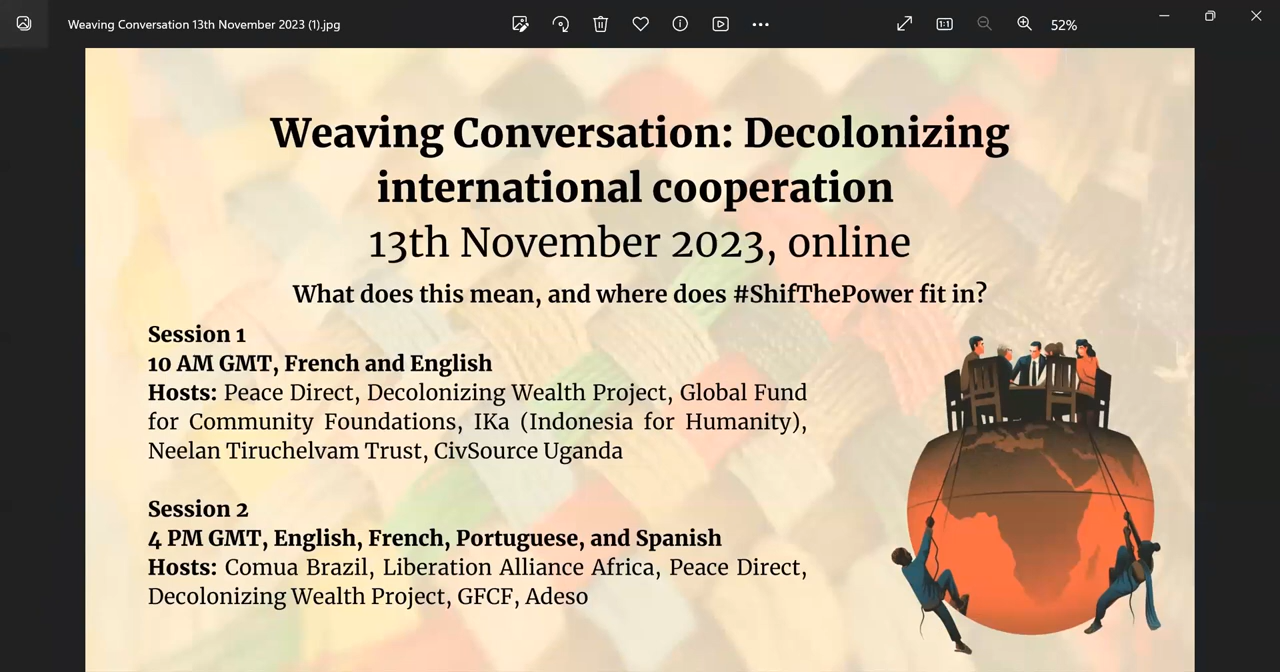 Weaving Conversation 13th November 2023 (1).jpg
1:1
52%
Weaving Conversation: Decolonizing
international cooperation
13th November 2023, online
What does this mean, and where does #ShifThePower fit in?
Session 1
10 AM GMT, French and English
Hosts: Peace Direct, Decolonizing Wealth Project, Global Fund
for Community Foundations, IKa (Indonesia for Humanity),
Neelan Tiruchelvam Trust, CivSource Uganda
Session 2
4 PM GMT, English, French, Portuguese, and Spanish
Hosts: Comua Brazil, Liberation Alliance Africa, Peace Direct,
Decolonizing Wealth Project, GFCF, Adeso